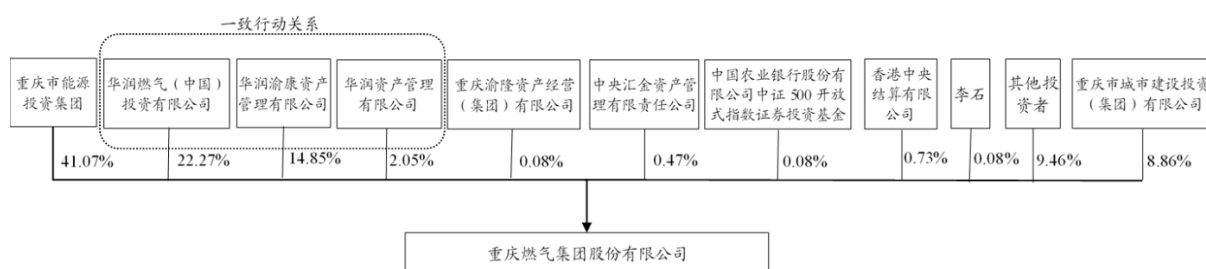 一致行动关系
重庆市能源
投资集团
华润燃气（中国）
投资有限公司
华润渝康资产
管理有限公司
华润资产管理
有限公司
重庆渝隆资产经营
（集团）有限公司
中央汇金资产管
理有限责任公司
中国农业银行股份有
限公司中证 500 开放
式指数证券投资基金
香港中央
结算有限
公司
李石
其他投
资者
重庆市城市建设投资
（集团）有限公司
41.07%
22.27%
14.85%
2.05%
0.08%
0.47%
0.08%
0.73%
0.08%
9.46%
8.86%
重庆燃气集团股份有限公司